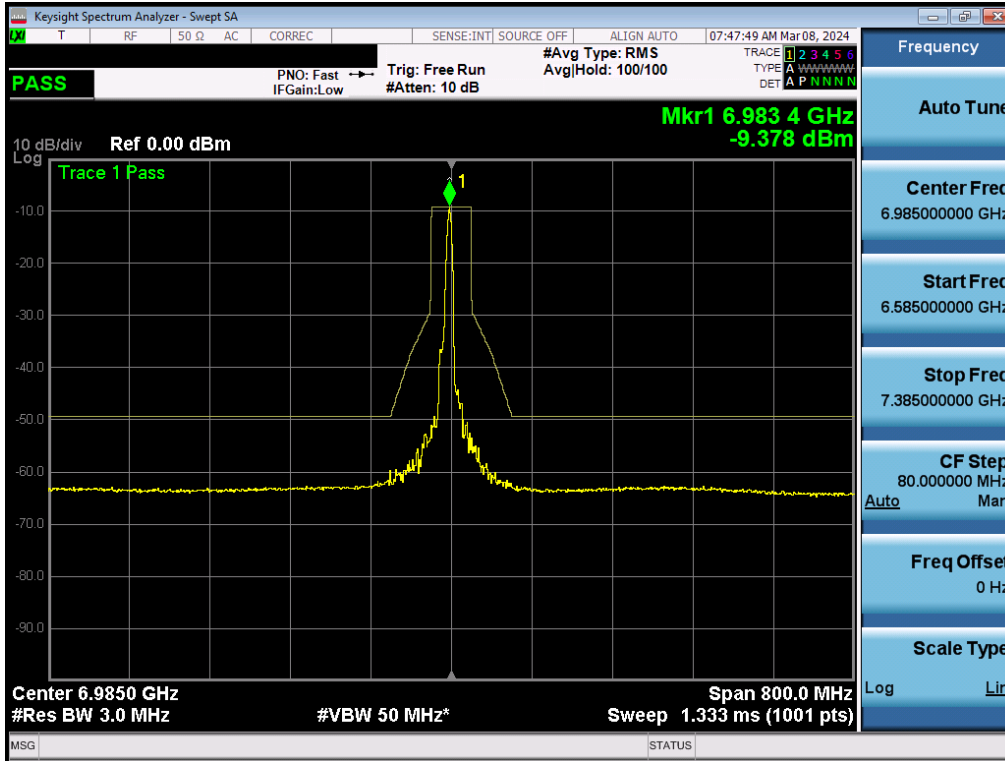 Keysight Spectrum Analyzer - Swept SA
LXI T RF 50 Ω AC CORREC SENSE:INT SOURCE OFF ALIGN AUTO 07:47:49 AM Mar 08, 2024
PASS
PNO: Fast
IFGain:Low
Trig: Free Run
#Atten: 10 dB
#Avg Type: RMS
Avg|Hold: 100/100
TRACE 1 2 3 4 5 6
TYPE A WWWWW
DET A P N N N N
Mkr1 6.983 4 GHz
-9.378 dBm
10 dB/div Ref 0.00 dBm
Log
Trace 1 Pass
1
-10.0
-20.0
-30.0
-40.0
-50.0
-60.0
-70.0
-80.0
-90.0
Center 6.9850 GHz Span 800.0 MHz
#Res BW 3.0 MHz #VBW 50 MHz* Sweep 1.333 ms (1001 pts)
MSG STATUS
Frequency
Auto Tune
Center Freq
6.985000000 GHz
Start Freq
6.585000000 GHz
Stop Freq
7.385000000 GHz
CF Step
80.000000 MHz
Auto Man
Freq Offset
0 Hz
Scale Type
Log Lin